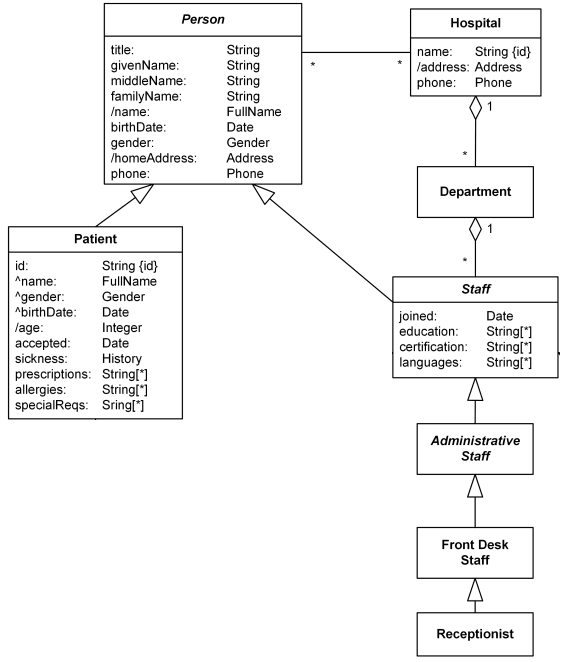 Person
title: String
givenName: String
middleName: String
familyName: String
/name: FullName
birthDate: Date
gender: Gender
/homeAddress: Address
phone: Phone
* *
Hospital
name: String {id}
/address: Address
phone: Phone
1
*
Department
1
*
Patient
id: String {id}
^name: FullName
^gender: Gender
^birthDate: Date
/age: Integer
accepted: Date
sickness: History
prescriptions: String[*]
allergies: String[*]
specialReqs: Sring[*]
Staff
joined: Date
education: String[*]
certification: String[*]
languages: String[*]
Administrative
Staff
Front Desk
Staff
Receptionist